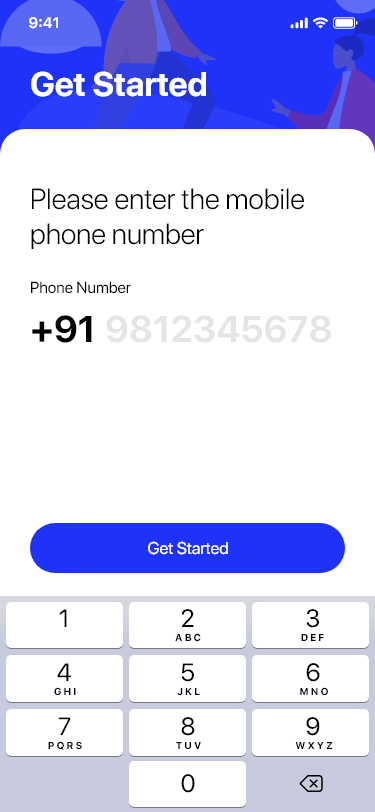 9:41
Get Started
Please enter the mobile
phone number
Phone Number
+91 9812345678
Get Started
1 2 3
ABC DEF
4 5 6
GHI JKL MNO
7 8 9
PQRS TUV WXYZ
0